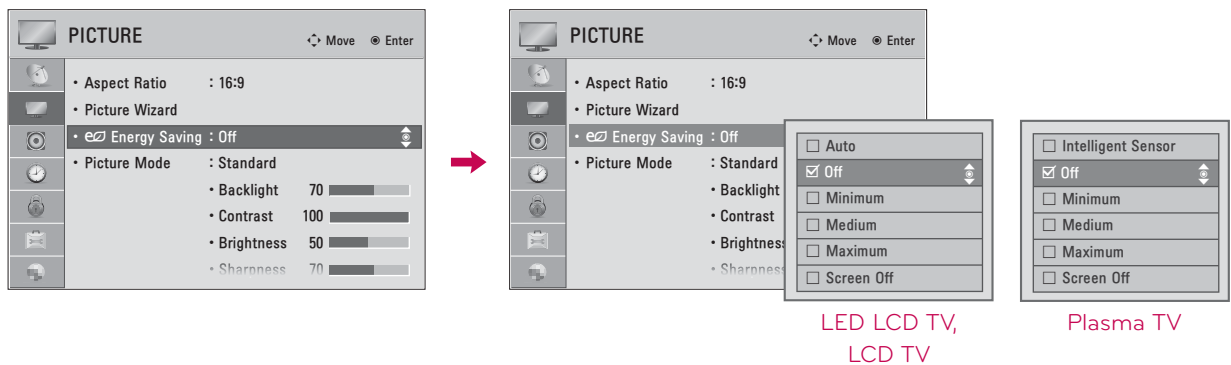 PICTURE Move Enter
• Aspect Ratio : 16:9
• Picture Wizard
• e Energy Saving : Off
• Picture Mode : Standard
• Backlight 70
• Contrast 100
• Brightness 50
• Sharpness 70
PICTURE Move Enter
• Aspect Ratio : 16:9
• Picture Wizard
• e Energy Saving : Off
• Picture Mode : Standard
• Backlight
• Contrast
• Brightness
• Sharpness
☐ Auto
☑ Off
☐ Minimum
☐ Medium
☐ Maximum
☐ Screen Off
LED LCD TV,
LCD TV
☐ Intelligent Sensor
☑ Off
☐ Minimum
☐ Medium
☐ Maximum
☐ Screen Off
Plasma TV